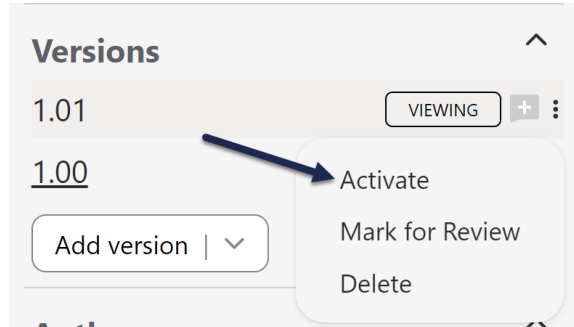 Versions
1.01 VIEWING
1.00
Activate
Add version
Mark for Review
Delete